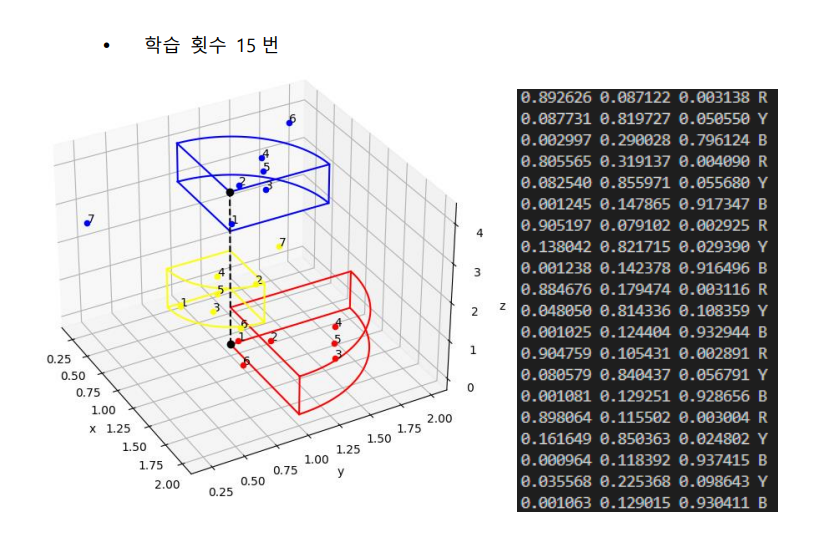 • 학습 횟수 15 번
6
4
5
2
3
7
1
7
4
2
5
1
3
6
4
1
2
5
3
6
0.25
0.50
0.75
1.00
1.25
1.50
1.75
2.00
x
0.25
0.50
0.75
1.00
1.25
1.50
1.75
2.00
y
4
3
2
1
0
z
0.892626 0.087122 0.003138 R
0.087731 0.819727 0.050550 Y
0.002997 0.290028 0.796124 B
0.805565 0.319137 0.004090 R
0.082540 0.855971 0.055680 Y
0.001245 0.147865 0.917347 B
0.905197 0.079102 0.002925 R
0.138042 0.821715 0.029390 Y
0.001238 0.142378 0.916496 B
0.884676 0.179474 0.003116 R
0.048050 0.814336 0.108359 Y
0.001025 0.124404 0.932944 B
0.904759 0.105431 0.002891 R
0.080579 0.840437 0.056791 Y
0.001081 0.129251 0.928656 B
0.898064 0.115502 0.003004 R
0.161649 0.850363 0.024802 Y
0.000964 0.118392 0.937415 B
0.035568 0.225368 0.098643 Y
0.001063 0.129015 0.930411 B